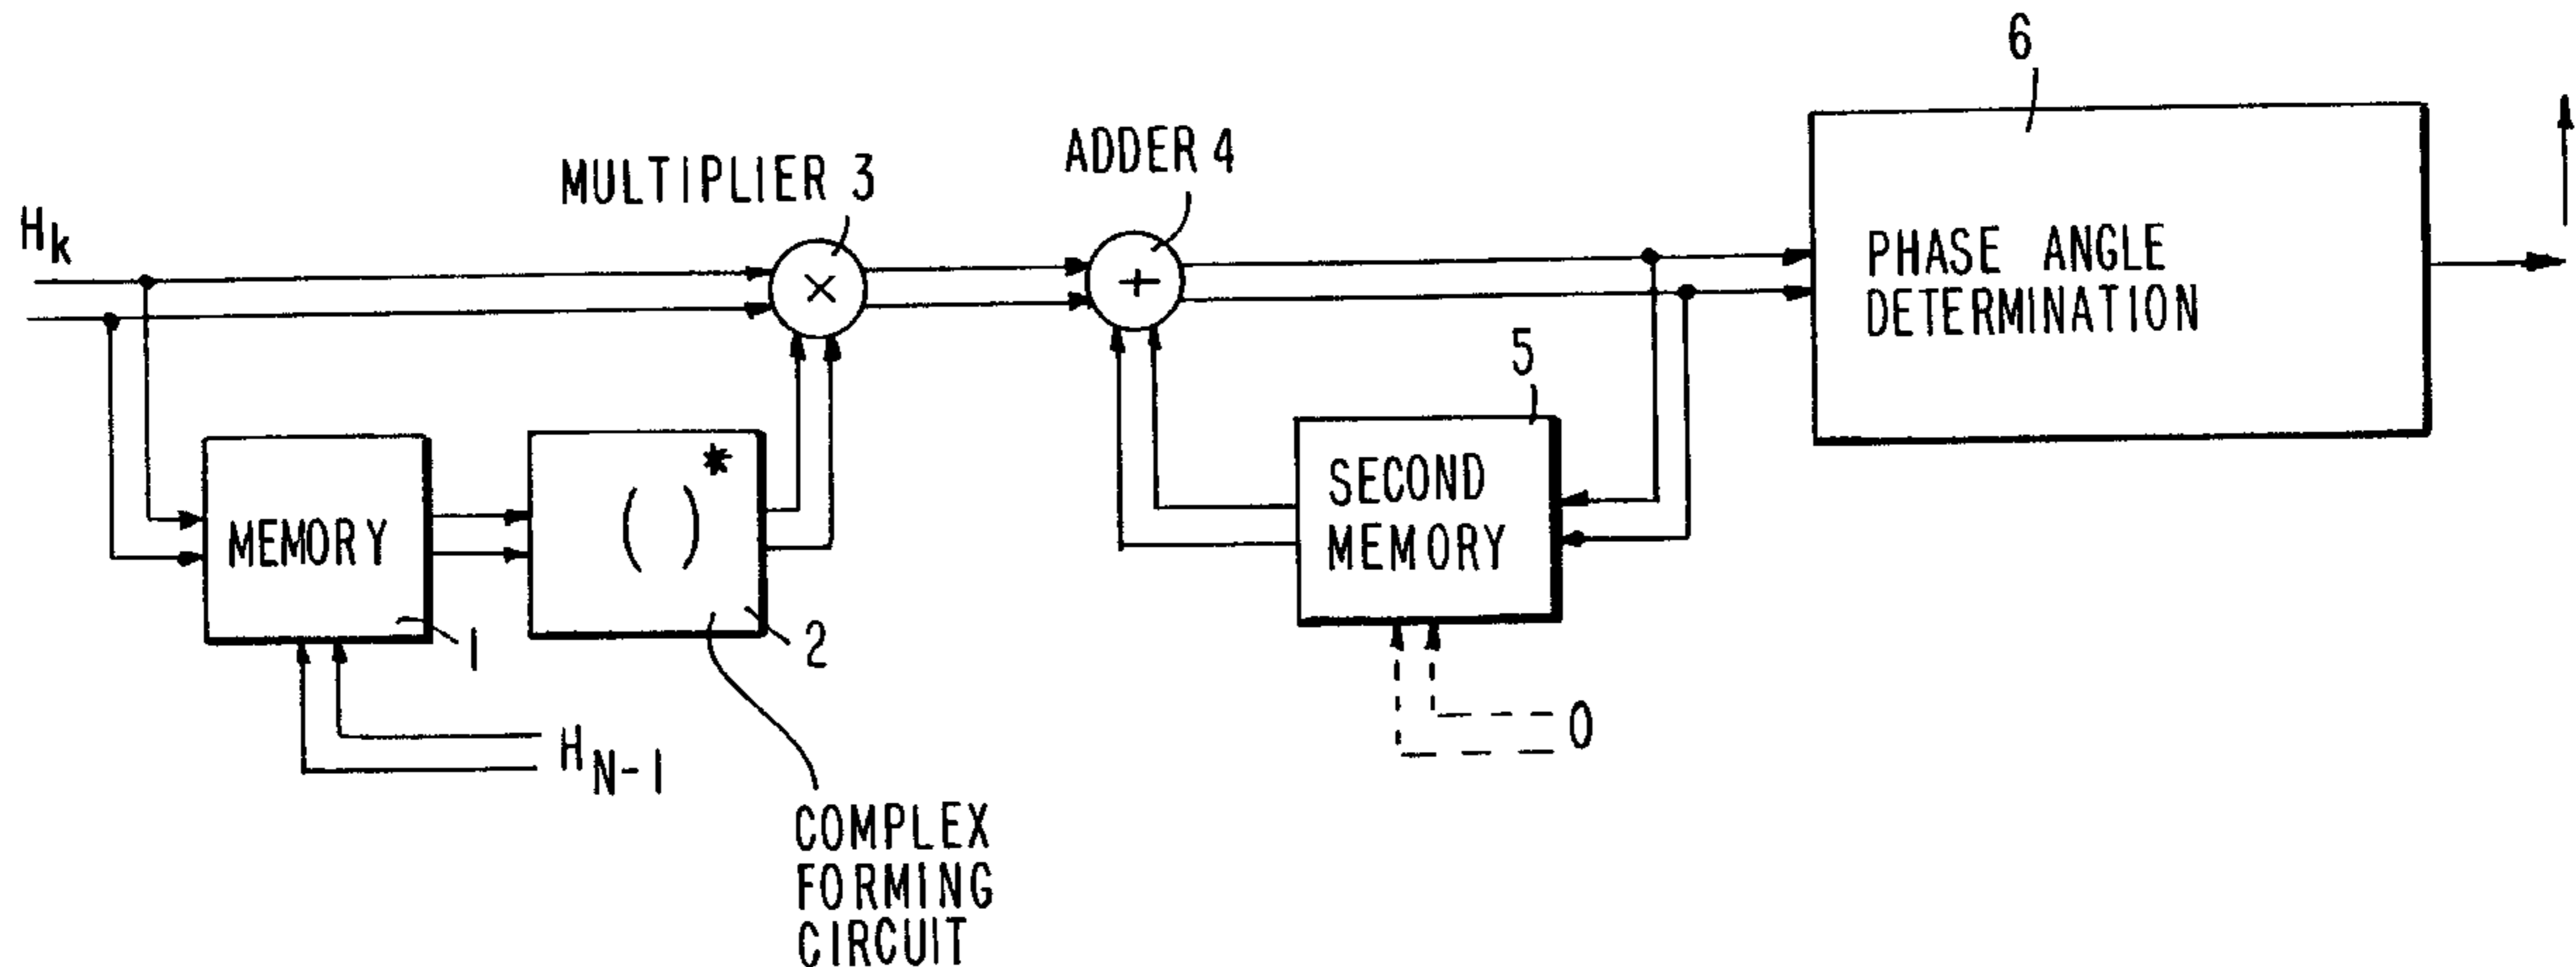 6
ADDER 4
MULTIPLIER 3
H_k
×
+
PHASE ANGLE
DETERMINATION
5
SECOND
MEMORY
MEMORY
( )*
1
2
0
H_{N-1}
COMPLEX
FORMING
CIRCUIT